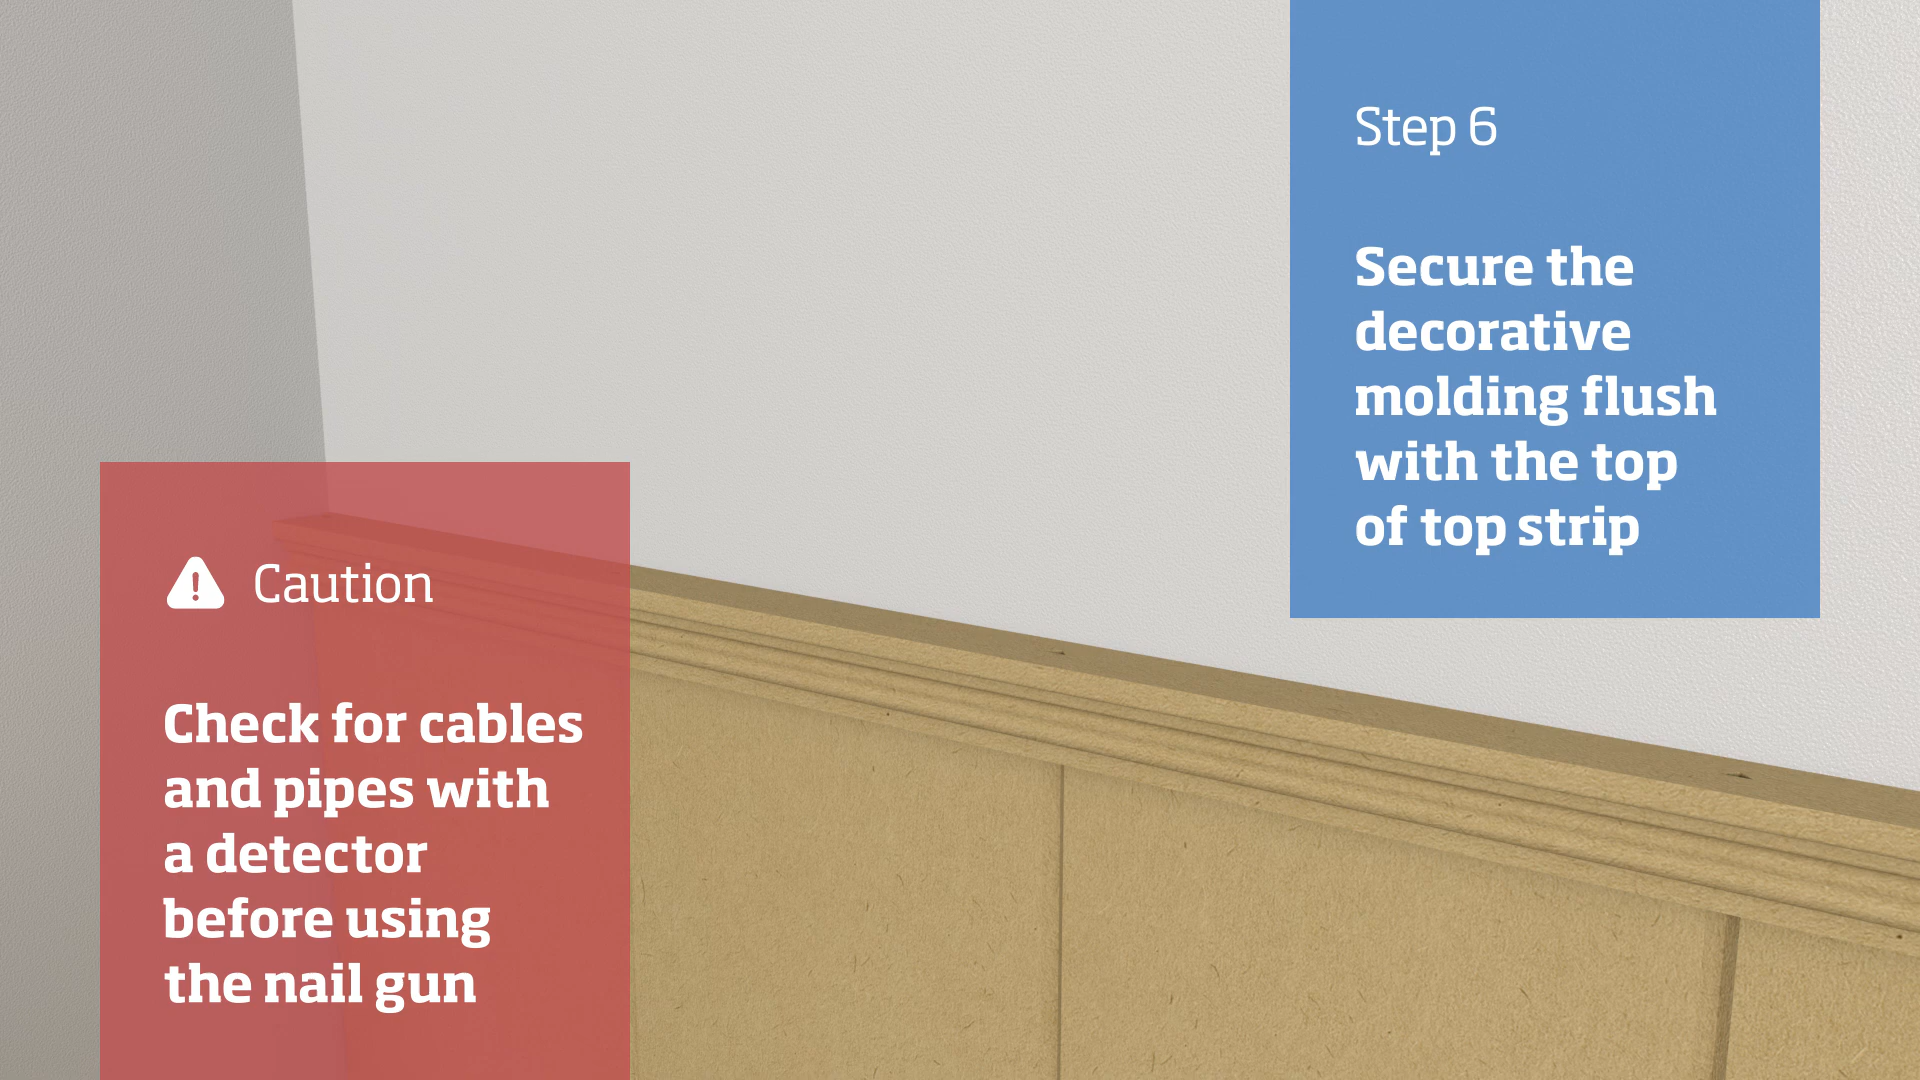 Step 6
Secure the
decorative
molding flush
with the top
of top strip
Caution
Check for cables
and pipes with
a detector
before using
the nail gun